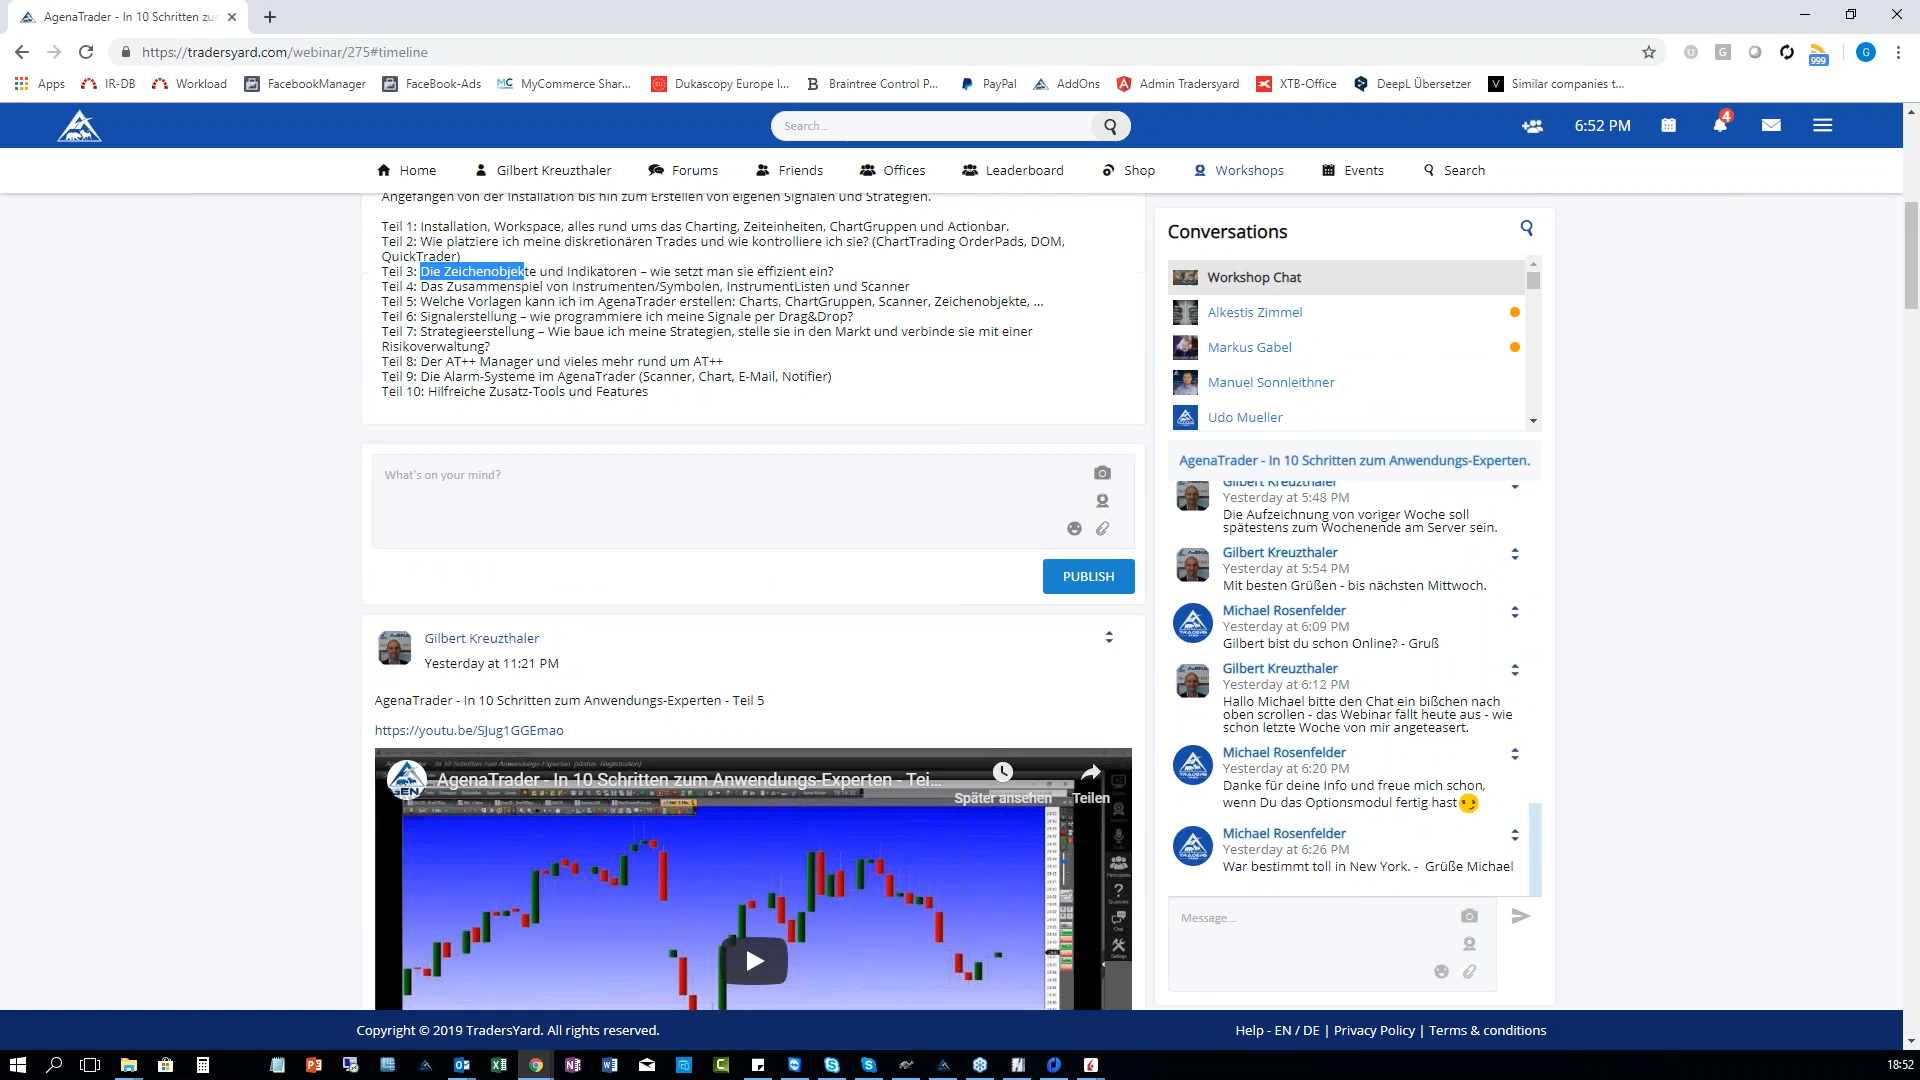 AgenaTrader - In 10 Schritten zur
https://tradersyard.com/webinar/275#timeline
999
G
Apps
IR-DB
Workload
FacebookManager
FaceBook-Ads
MyCommerce Shar...
Dukascopy Europe I...
Braintree Control P...
PayPal
AddOns
Admin Tradersyard
XTB-Office
DeepL Übersetzer
Similar companies t...
Search...
6:52 PM
4
Home
Gilbert Kreuzthaler
Forums
Friends
Offices
Leaderboard
Shop
Workshops
Events
Search
Angefangen von der Installation bis hin zum Erstellen von eigenen Signalen und Strategien.
Teil 1: Installation, Workspace, alles rund ums das Charting, Zeiteinheiten, ChartGruppen und Actionbar.
Teil 2: Wie platziere ich meine diskretionären Trades und wie kontrolliere ich sie? (ChartTrading OrderPads, DOM,
QuickTrader)
Teil 3: Die Zeichenobjekte und Indikatoren – wie setzt man sie effizient ein?
Teil 4: Das Zusammenspiel von Instrumenten/Symbolen, InstrumentListen und Scanner
Teil 5: Welche Vorlagen kann ich im AgenaTrader erstellen: Charts, ChartGruppen, Scanner, Zeichenobjekte, ...
Teil 6: Signalerstellung – wie programmiere ich meine Signale per Drag&Drop?
Teil 7: Strategieerstellung – Wie baue ich meine Strategien, stelle sie in den Markt und verbinde sie mit einer
Risikoverwaltung?
Teil 8: Der AT++ Manager und vieles mehr rund um AT++
Teil 9: Die Alarm-Systeme im AgenaTrader (Scanner, Chart, E-Mail, Notifier)
Teil 10: Hilfreiche Zusatz-Tools und Features
What's on your mind?
PUBLISH
Gilbert Kreuzthaler
Yesterday at 11:21 PM
AgenaTrader - In 10 Schritten zum Anwendungs-Experten - Teil 5
https://youtu.be/SJug1GGEmao
AgenaTrader - In 10 Schritten zum Anwendungs-Experten - Tei...
Später ansehen
Teilen
Conversations
Workshop Chat
Alkestis Zimmel
Markus Gabel
Manuel Sonnleithner
Udo Mueller
AgenaTrader - In 10 Schritten zum Anwendungs-Experten.
Gilbert Kreuzthaler
Yesterday at 5:48 PM
Die Aufzeichnung von voriger Woche soll
spätestens zum Wochenende am Server sein.
Gilbert Kreuzthaler
Yesterday at 5:54 PM
Mit besten Grüßen - bis nächsten Mittwoch.
Michael Rosenfelder
Yesterday at 6:09 PM
Gilbert bist du schon Online? - Gruß
Gilbert Kreuzthaler
Yesterday at 6:12 PM
Hallo Michael bitte den Chat ein bißchen nach
oben scrollen - das Webinar fällt heute aus - wie
schon letzte Woche von mir angeteasert.
Michael Rosenfelder
Yesterday at 6:20 PM
Danke für deine Info und freue mich schon,
wenn Du das Optionsmodul fertig hast
Michael Rosenfelder
Yesterday at 6:26 PM
War bestimmt toll in New York. - Grüße Michael
Message...
Copyright © 2019 TradersYard. All rights reserved.
Help - EN / DE | Privacy Policy | Terms & conditions
18:52